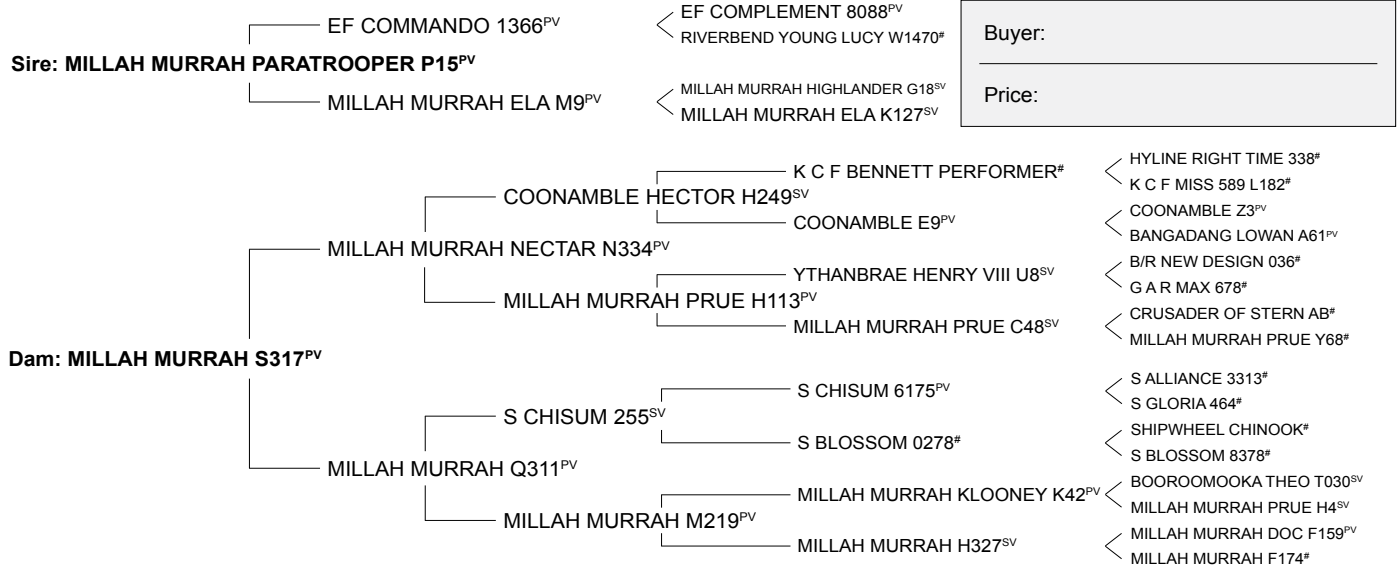 EF COMPLEMENT 8088PV
EF COMMANDO 1366PV
RIVERBEND YOUNG LUCY W1470#
Sire: MILLAH MURRAH PARATROOPER P15PV
MILLAH MURRAH HIGHLANDER G18SV
MILLAH MURRAH ELA M9PV
MILLAH MURRAH ELA K127SV
Buyer:
Price:
HYLINE RIGHT TIME 338#
K C F BENNETT PERFORMER#
K C F MISS 589 L182#
COONAMBLE HECTOR H249SV
COONAMBLE Z3PV
COONAMBLE E9PV
BANGADANG LOWAN A61PV
MILLAH MURRAH NECTAR N334PV
B/R NEW DESIGN 036#
YTHANBRAE HENRY VIII U8SV
G A R MAX 678#
MILLAH MURRAH PRUE H113PV
CRUSADER OF STERN AB#
MILLAH MURRAH PRUE C48SV
MILLAH MURRAH PRUE Y68#
Dam: MILLAH MURRAH S317PV
S ALLIANCE 3313#
S CHISUM 6175PV
S GLORIA 464#
S CHISUM 255SV
SHIPWHEEL CHINOOK#
S BLOSSOM 0278#
S BLOSSOM 8378#
MILLAH MURRAH Q311PV
BOOROOMOOKA THEO T030SV
MILLAH MURRAH KLOONEY K42PV
MILLAH MURRAH PRUE H4SV
MILLAH MURRAH M219PV
MILLAH MURRAH DOC F159PV
MILLAH MURRAH H327SV
MILLAH MURRAH F174#